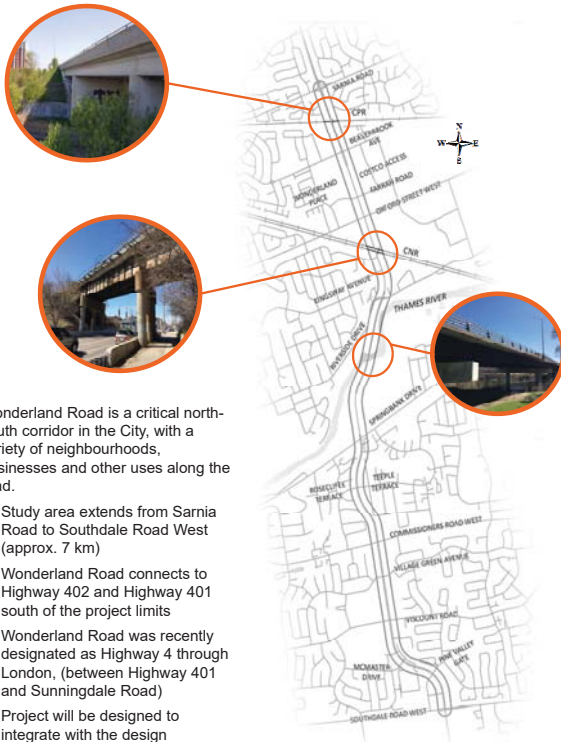 SARNIA ROAD
CPR
BEAVERBROOK
AVE
COSTCO ACCESS
FARRAH ROAD
WONDERLAND
PLACE
OXFORD STREET WEST
N
W
E
S
CNR
KINGSWAY AVENUE
THAMES RIVER
RIVERSIDE DRIVE
SPRINGBANK DRIVE
ROSECLIFFE
TERRACE
TEEPLE
TERRACE
COMMISSIONERS ROAD WEST
VILLAGE GREEN AVENUE
VISCOUNT ROAD
MCMASTER
DRIVE
PINE VALLEY
GATE
SOUTHDALE ROAD WEST
onderland Road is a critical north-
uth corridor in the City, with a
riety of neighbourhoods,
sinesses and other uses along the
nd.
Study area extends from Sarnia
Road to Southdale Road West
(approx. 7 km)
Wonderland Road connects to
Highway 402 and Highway 401
south of the project limits
Wonderland Road was recently
designated as Highway 4 through
London, (between Highway 401
and Sunningdale Road)
Project will be designed to
integrate with the design